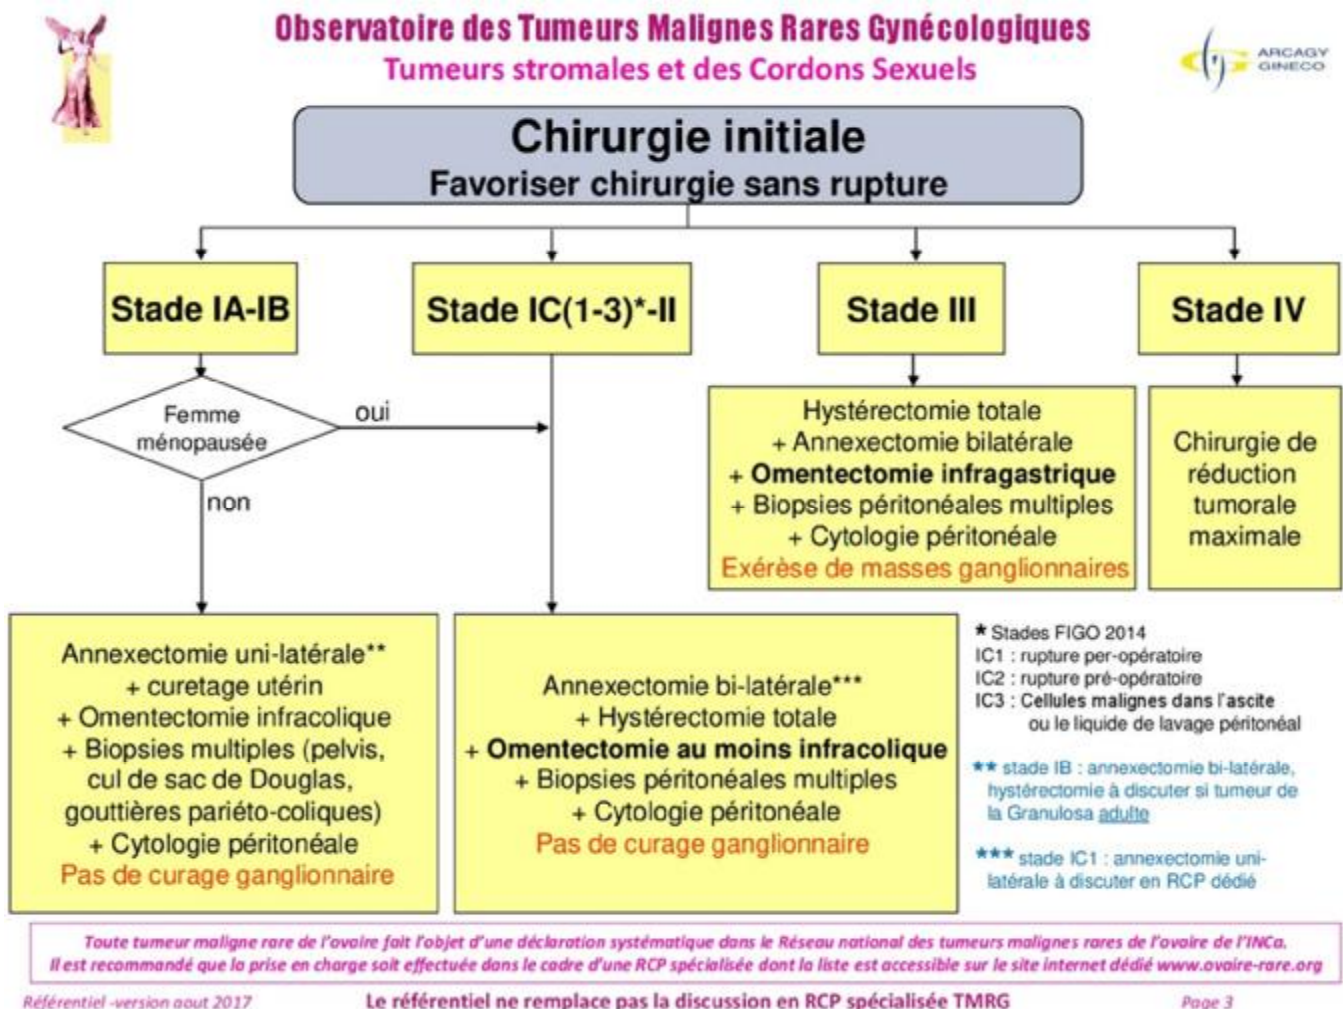 Observatoire des Tumeurs Malignes Rares Gynécologiques
Tumeurs stromales et des Cordons Sexuels
ARCAGY
GINECO
Chirurgie initiale
Favoriser chirurgie sans rupture
Stade IA-IB
Stade IC(1-3)*-II
Stade III
Stade IV
Femme
ménopausée
oui
non
Hystérectomie totale
+ Annexectomie bilatérale
+ Omentectomie infragastrique
+ Biopsies péritonéales multiples
+ Cytologie péritonéale
Exérèse de masses ganglionnaires
Chirurgie de
réduction
tumorale
maximale
Annexectomie uni-latérale**
+ curetage utérin
+ Omentectomie infracolique
+ Biopsies multiples (pelvis,
cul de sac de Douglas,
gouttières pariéto-coliques)
+ Cytologie péritonéale
Pas de curage ganglionnaire
Annexectomie bi-latérale***
+ Hystérectomie totale
+ Omentectomie au moins infracolique
+ Biopsies péritonéales multiples
+ Cytologie péritonéale
Pas de curage ganglionnaire
* Stades FIGO 2014
IC1 : rupture per-opératoire
IC2 : rupture pré-opératoire
IC3 : Cellules malignes dans l'ascite
ou le liquide de lavage péritonéal
** stade IB : annexectomie bi-latérale,
hystérectomie à discuter si tumeur de
la Granulosa adulte
*** stade IC1 : annexectomie uni-
latérale à discuter en RCP dédié
Toute tumeur maligne rare de l'ovaire fait l'objet d'une déclaration systématique dans le Réseau national des tumeurs malignes rares de l'ovaire de l'INCa.
Il est recommandé que la prise en charge soit effectuée dans le cadre d'une RCP spécialisée dont la liste est accessible sur le site internet dédié www.ovaire-rare.org
Référentiel -version aout 2017
Le référentiel ne remplace pas la discussion en RCP spécialisée TMRG
Page 3